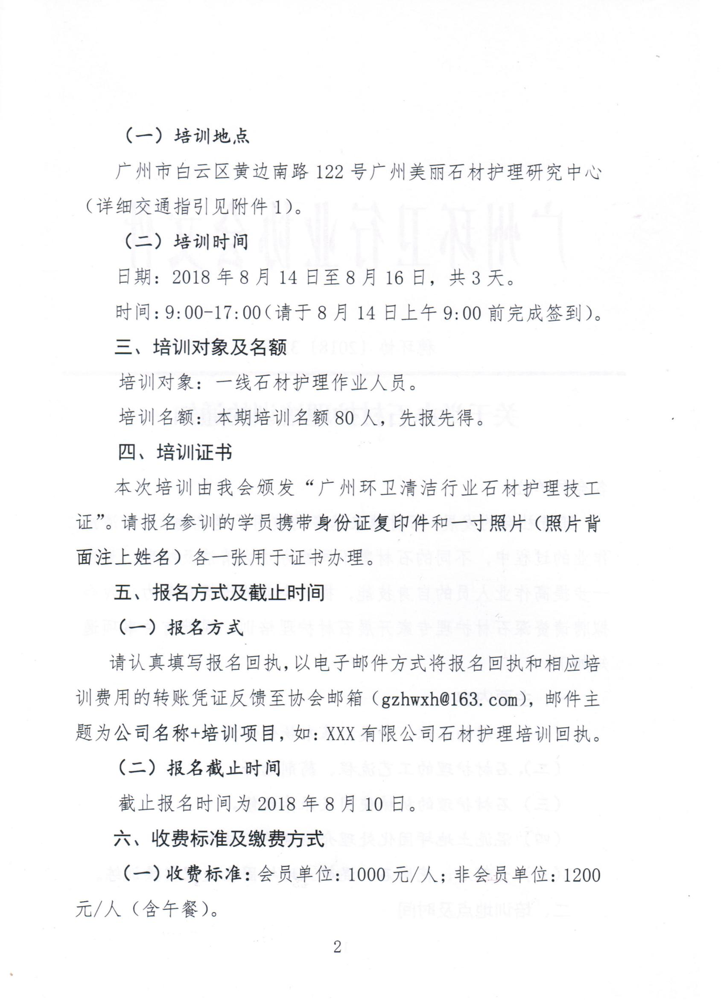 （一）培训地点
广州市白云区黄边南路 122 号广州美丽石材护理研究中心
（详细交通指引见附件 1）。
（二）培训时间
日期：2018 年 8 月 14 日至 8 月 16 日，共 3 天。
时间：9:00-17:00（请于 8 月 14 日上午 9:00 前完成签到）。
三、培训对象及名额
培训对象：一线石材护理作业人员。
培训名额：本期培训名额 80 人，先报先得。
四、培训证书
本次培训由我会颁发“广州环卫清洁行业石材护理技工
证”。请报名参训的学员携带身份证复印件和一寸照片（照片背
面注上姓名）各一张用于证书办理。
五、报名方式及截止时间
（一）报名方式
请认真填写报名回执，以电子邮件方式将报名回执和相应培
训费用的转账凭证反馈至协会邮箱（gzhwxh@163.com），邮件主
题为公司名称+培训项目，如：XXX 有限公司石材护理培训回执。
（二）报名截止时间
截止报名时间为 2018 年 8 月 10 日。
六、收费标准及缴费方式
（一）收费标准：会员单位：1000 元/人；非会员单位：1200
元/人（含午餐）。
2